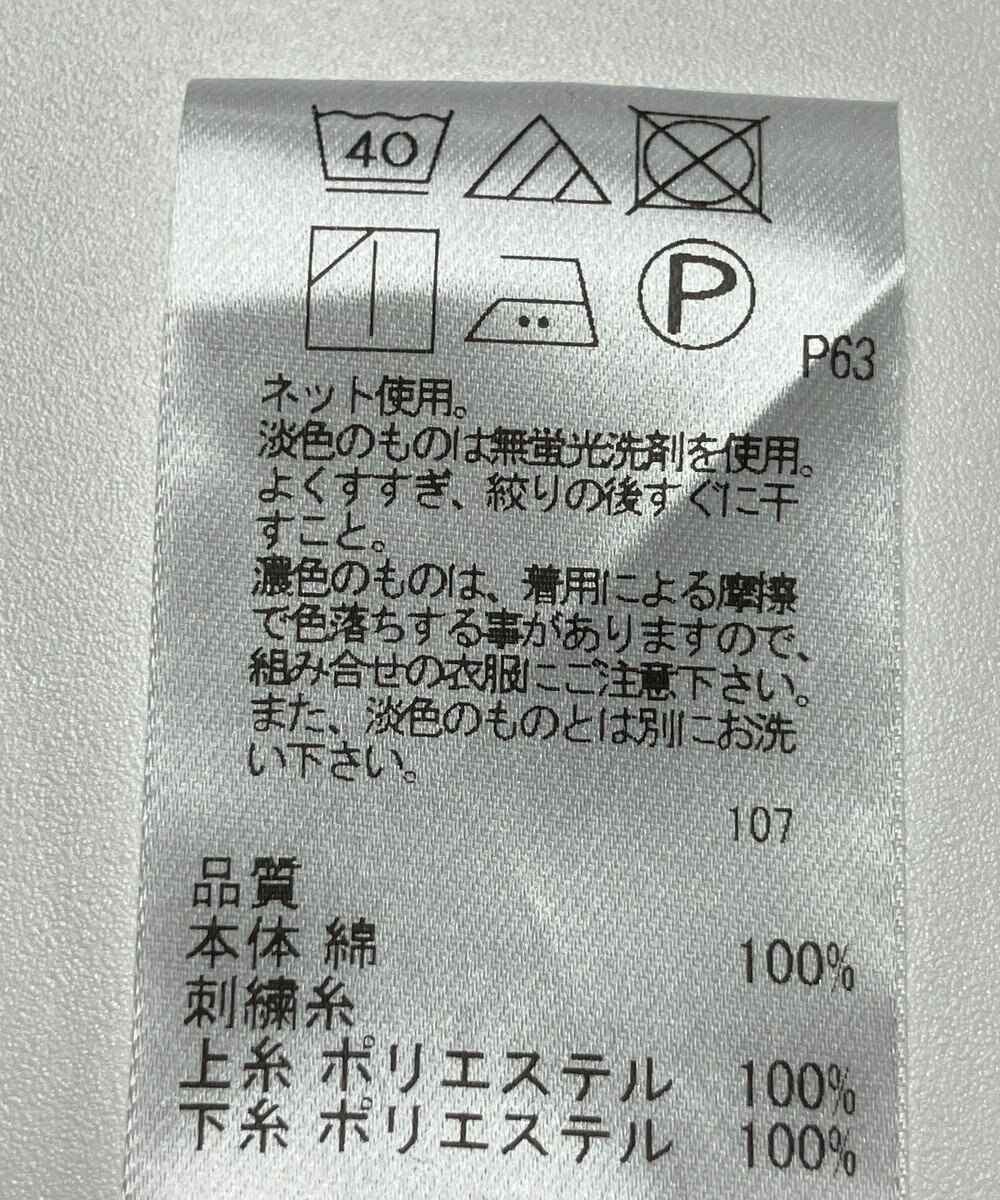 40
P
P63
ネット使用。
淡色のものは無蛍光洗剤を使用。
よくすすぎ、絞りの後すぐに干
すこと。
濃色のものは、着用による摩擦
で色落ちする事がありますので、
組み合せの衣服にご注意下さい。
また、淡色のものとは別にお洗
い下さい。
107
品質
本体 綿 100%
刺繍糸
上糸 ポリエステル 100%
下糸 ポリエステル 100%